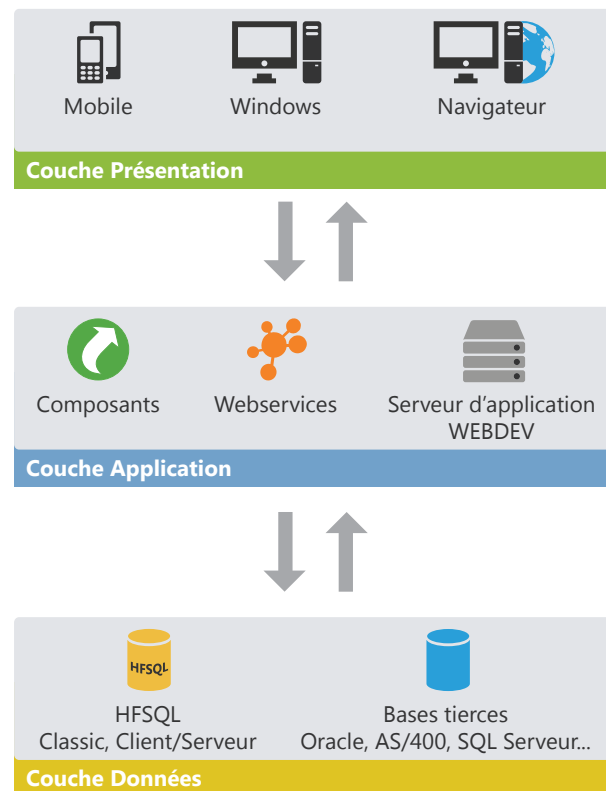 Mobile
Windows
Navigateur
Couche Présentation
Composants
Webservices
Serveur d'application
WEBDEV
Couche Application
HFSQL
HFSQL
Classic, Client/Serveur
Bases tierces
Oracle, AS/400, SQL Serveur...
Couche Données